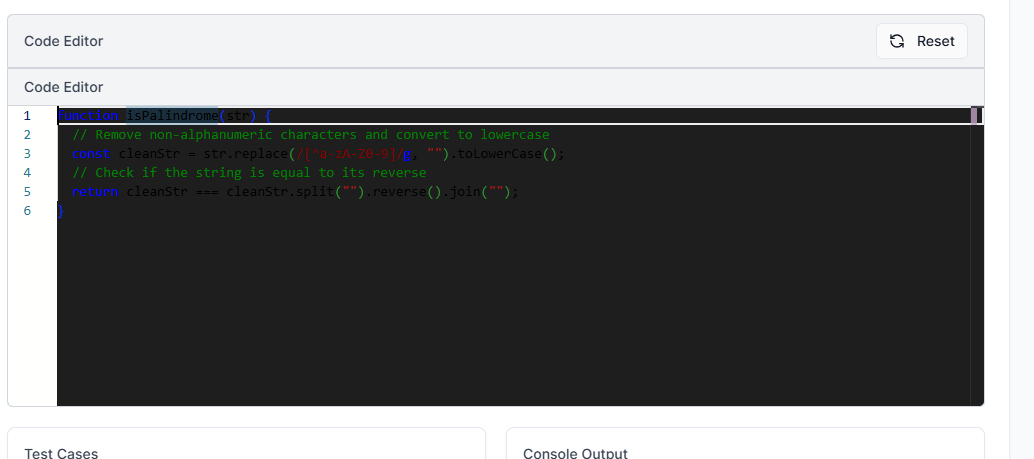 Code Editor
Reset
Code Editor
1 function isPalindrome(str) {
2 // Remove non-alphanumeric characters and convert to lowercase
3 const cleanStr = str.replace(/[^a-zA-Z0-9]/g, "").toLowerCase();
4 // Check if the string is equal to its reverse
5 return cleanStr === cleanStr.split("").reverse().join("");
6 }
Test Cases
Console Output